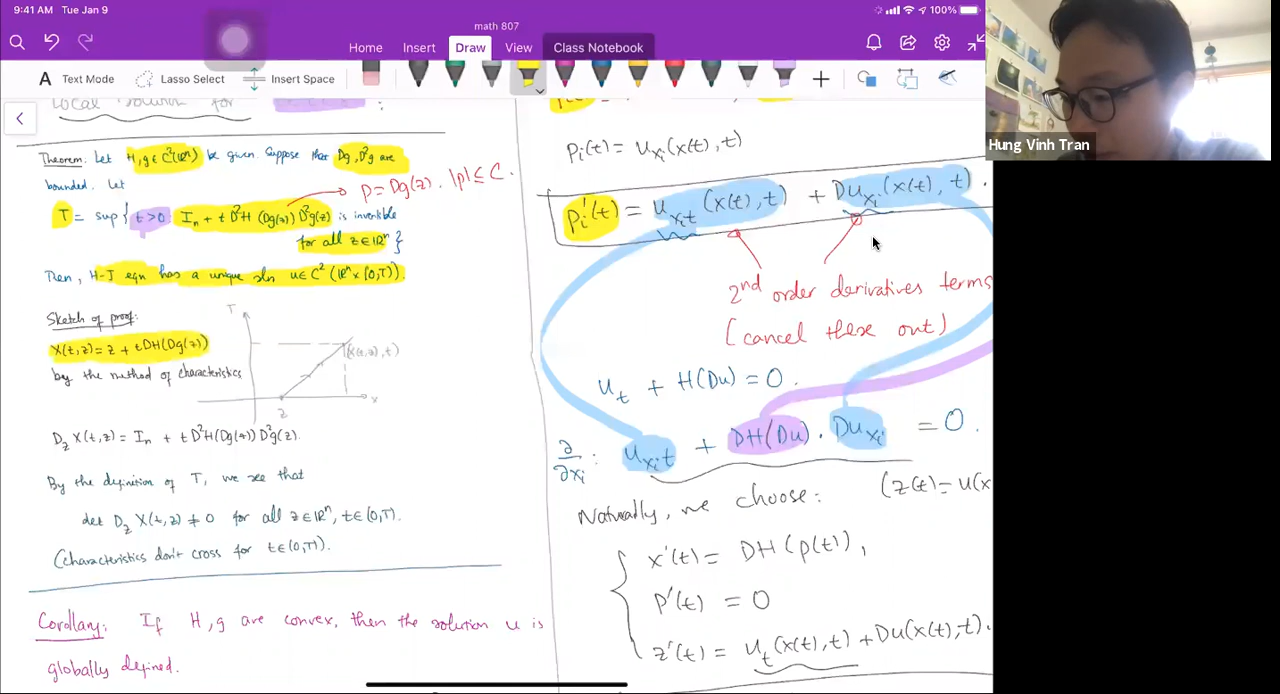 9:41 AM Tue Jan 9
100%
math 807
Home Insert Draw View Class Notebook
Text Mode Lasso Select Insert Space
Hung Vinh Tran
local solution for :
Theorem: Let H, g ∈ C²(ℝⁿ) be given. Suppose that Dg, D²g are
bounded. Let
T = sup { t>0 Iₙ + t D²H (Dg(z)) D²g(z) is invertible
for all z∈ℝⁿ }
Then, H-J eqn has a unique sln u∈C²(ℝⁿ×[0,T)).
p = Dg(z). |p| ≤ C.
Sketch of proof:
X(t,z) = z + tDH(Dg(z))
by the method of characteristics
T
(X(t,z), t)
z
x
D_z X(t,z) = Iₙ + t D²H(Dg(z)) D²g(z).
By the definition of T, we see that
det D_z X(t,z) ≠ 0 for all z∈ℝⁿ, t∈(0,T).
(characteristics don't cross for t∈(0,T)).
Corollary: If H, g are convex, then the solution u is
globally defined.
pᵢ(t) = u_{xᵢ}(x(t), t)
pᵢ'(t) = u_{xᵢt}(x(t), t) + Du_{xᵢ}(x(t), t).
2nd order derivatives terms
(cancel these out)
u_t + H(Du) = 0.
∂/∂xᵢ : u_{xᵢt} + DH(Du) · Du_{xᵢ} = 0.
Naturally, we choose: (z(t) = u(x
x'(t) = DH(p(t)),
p'(t) = 0
z'(t) = u_t(x(t), t) + Du(x(t), t).